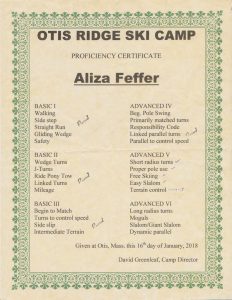 OTIS RIDGE SKI CAMP
PROFICIENCY CERTIFICATE
Aliza Feffer
BASIC I
Walking
Side step
Straight Run
Gliding Wedge
Safety
ADVANCED IV
Beg. Pole Swing
Primarily matched turns
Responsibility Code
Linked parallel turns
Parallel to control speed
BASIC II
Wedge Turns
J-Turns
Ride Pony Tow
Linked Turns
Mileage
ADVANCED V
Short radius turns
Proper pole use
Free Skiing
Easy Slalom
Terrain control
BASIC III
Begin to Match
Turns to control speed
Side slip
Intermediate Terrain
ADVANCED VI
Long radius turns
Moguls
Slalom/Giant Slalom
Dynamic parallel
Given at Otis, Mass. this 16th day of January, 2018
David Greenleaf, Camp Director